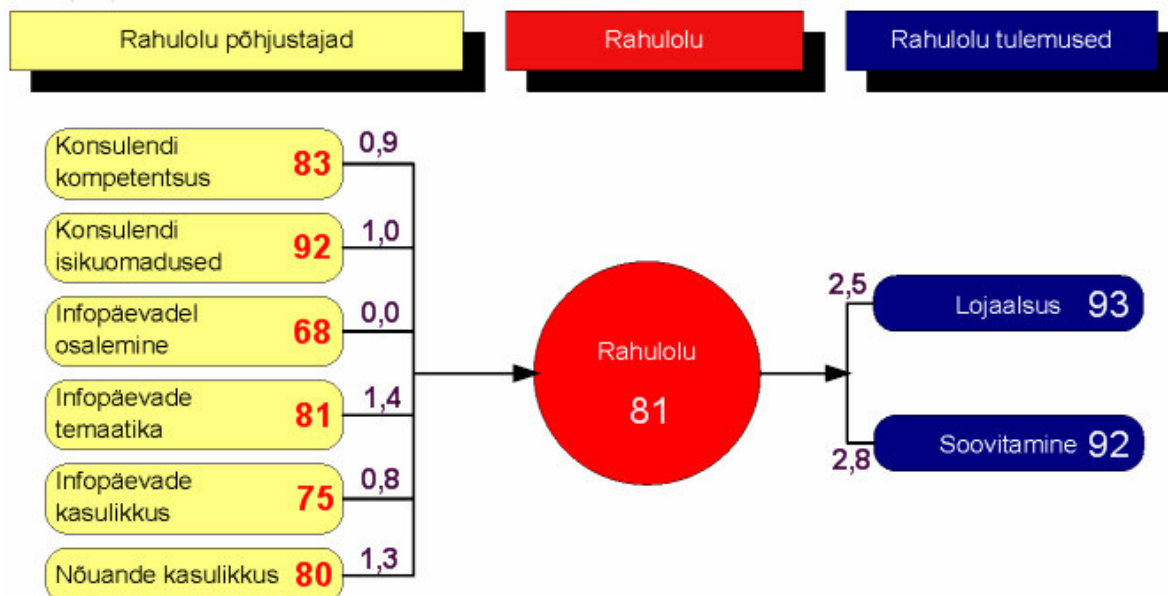 Rahulolu põhjustajad
Rahulolu
Rahulolu tulemused
Konsulendi
kompetentsus
83
0,9
Konsulendi
isikuomadused
92
1,0
Infopäevadel
osalemine
68
0,0
Infopäevade
temaatika
81
1,4
Infopäevade
kasulikkus
75
0,8
Nõuande kasulikkus
80
1,3
Rahulolu
81
2,5
Lojaalsus
93
2,8
Soovitamine
92